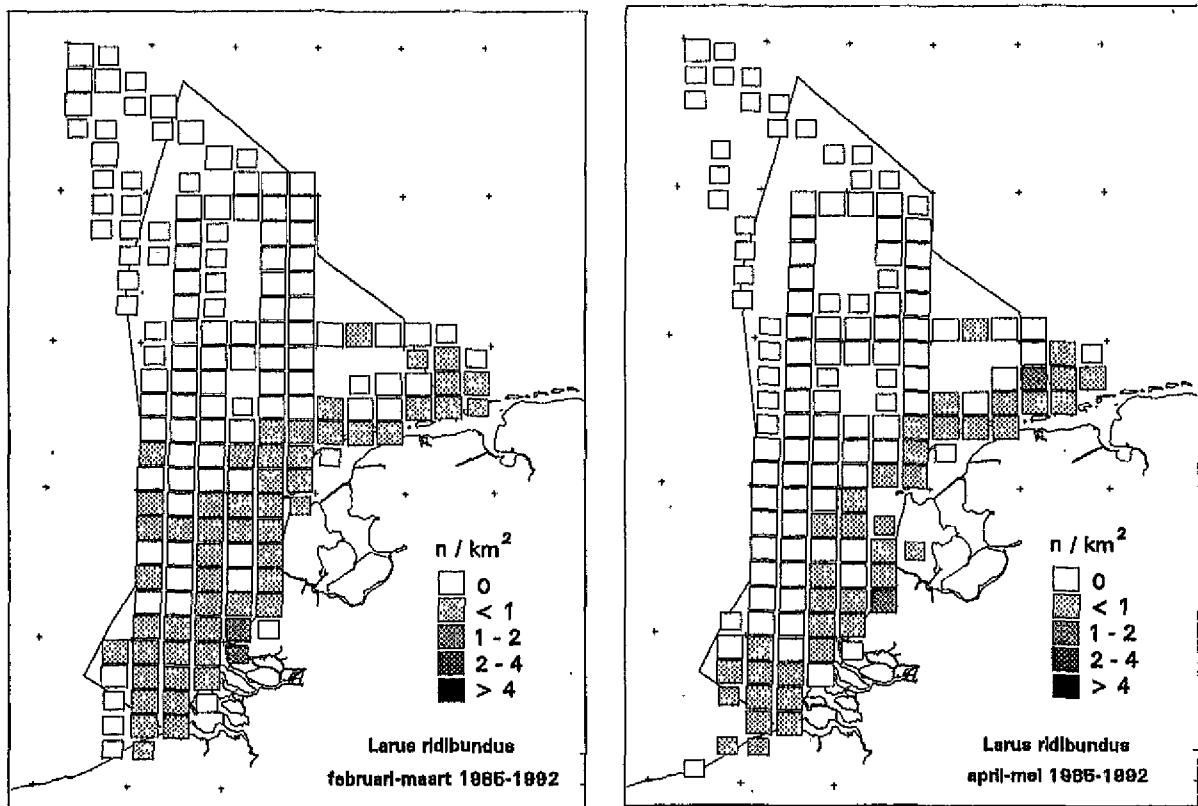 n / km²
0
< 1
1 - 2
2 - 4
> 4
Larus ridibundus
februari-maart 1985-1992
n / km²
0
< 1
1 - 2
2 - 4
> 4
Larus ridibundus
april-mei 1985-1992